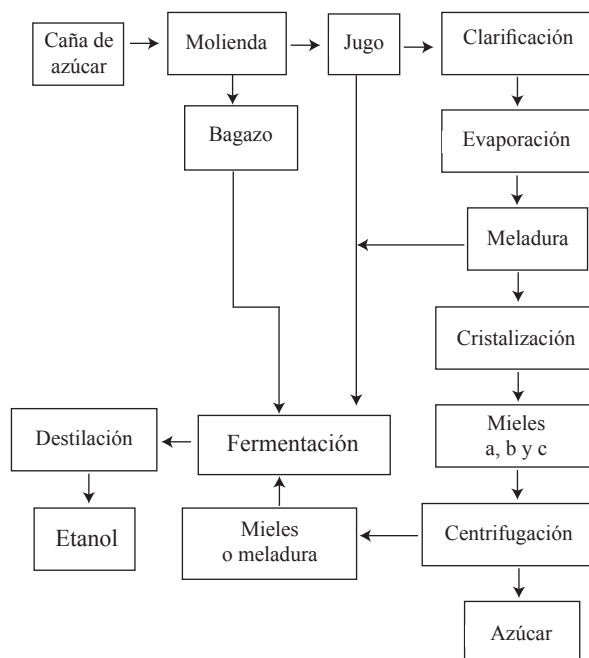 Caña de
azúcar
Molienda
Jugo
Clarificación
Bagazo
Evaporación
Meladura
Cristalización
Mieles
a, b y c
Destilación
Fermentación
Etanol
Mieles
o meladura
Centrifugación
Azúcar